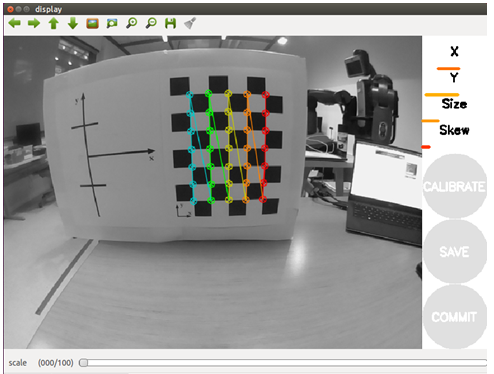 display
X
Y
Size
Skew
CALIBRATE
SAVE
COMMIT
y
x
scale (000/100)